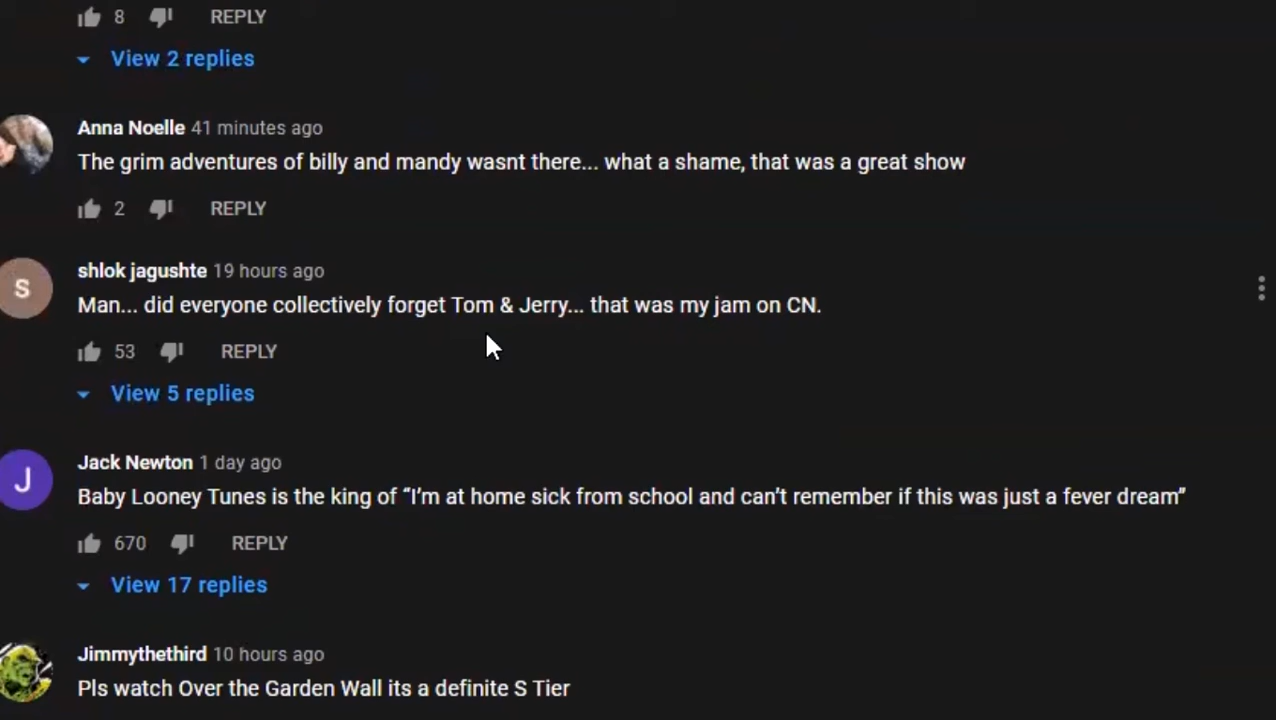 8 REPLY
View 2 replies
Anna Noelle 41 minutes ago
The grim adventures of billy and mandy wasnt there... what a shame, that was a great show
2 REPLY
S
shlok jagushte 19 hours ago
Man... did everyone collectively forget Tom & Jerry... that was my jam on CN.
53 REPLY
View 5 replies
J
Jack Newton 1 day ago
Baby Looney Tunes is the king of “I’m at home sick from school and can’t remember if this was just a fever dream”
670 REPLY
View 17 replies
Jimmythethird 10 hours ago
Pls watch Over the Garden Wall its a definite S Tier